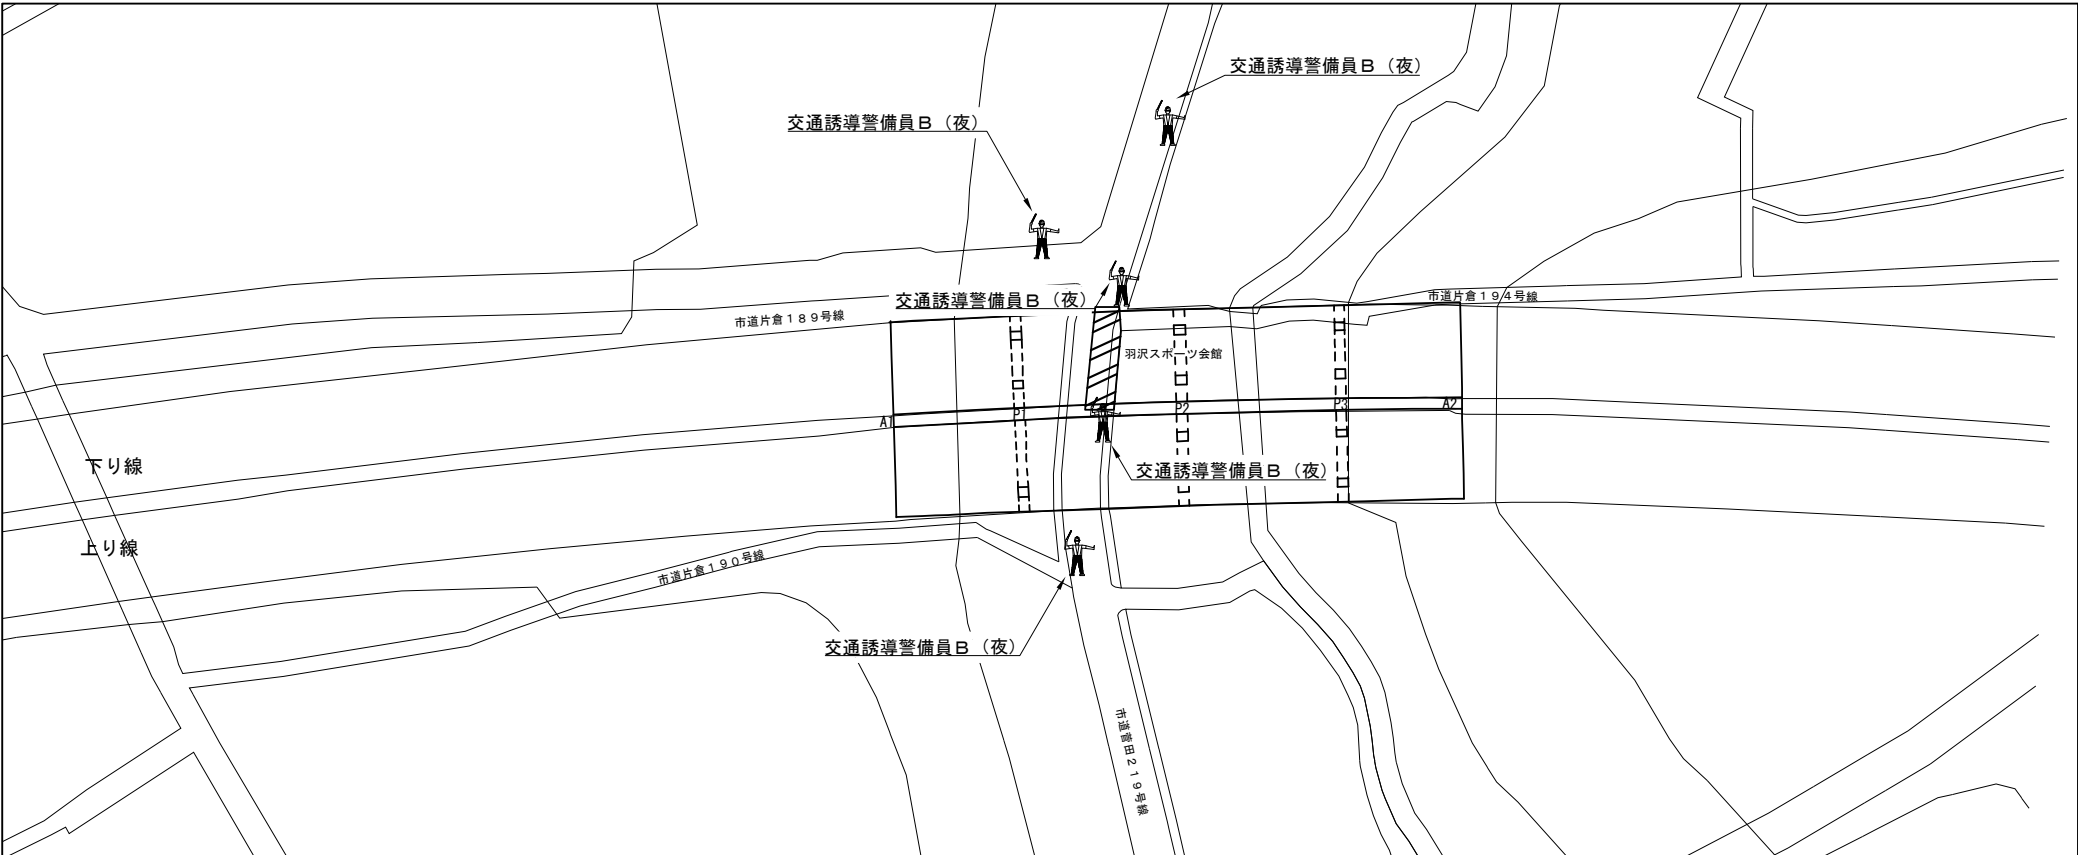 交通誘導警備員Ｂ（夜）
交通誘導警備員Ｂ（夜）
交通誘導警備員Ｂ（夜）
市道片倉１９４号線
市道片倉１８９号線
羽沢スポーツ会館
A1
P1
P2
P3
A2
下り線
交通誘導警備員Ｂ（夜）
上り線
市道片倉１９０号線
交通誘導警備員Ｂ（夜）
市道菅田２１９号線